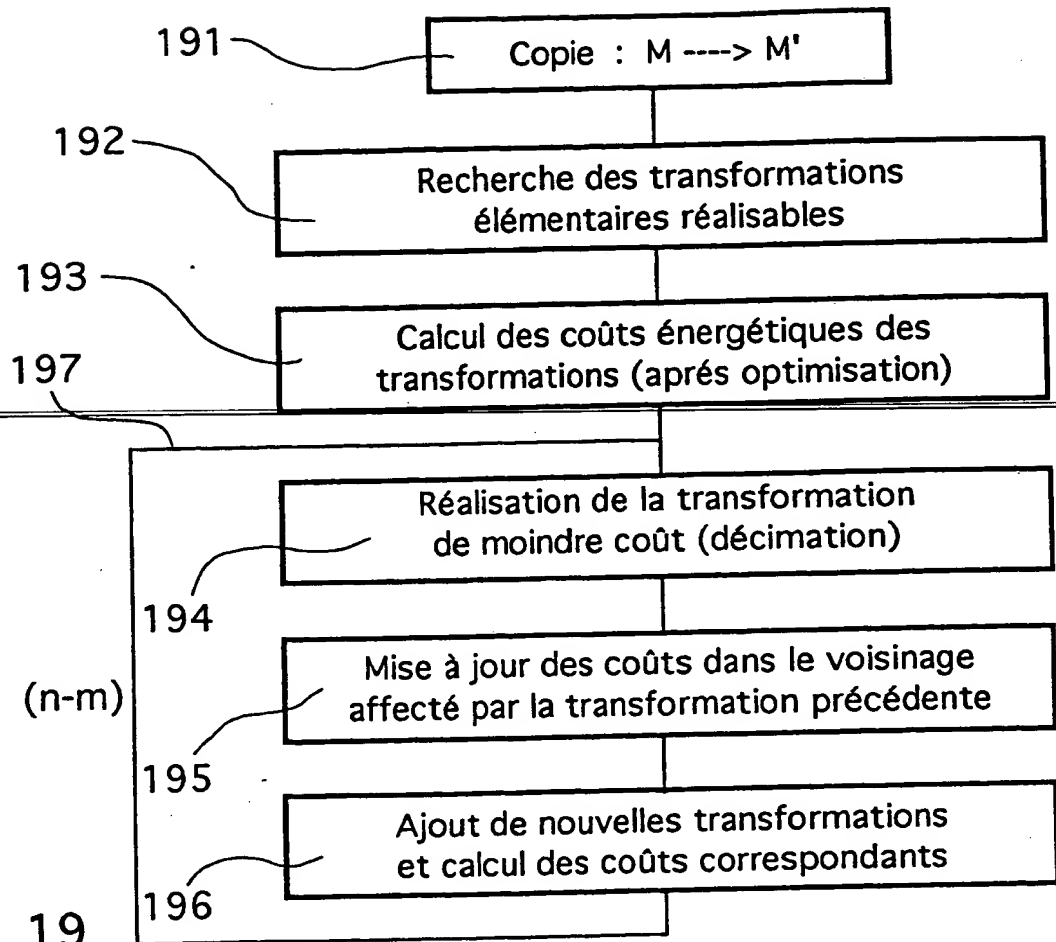 191
Copie : M ----> M'
192
Recherche des transformations
élémentaires réalisables
193
Calcul des coûts énergétiques des
transformations (aprés optimisation)
197
Réalisation de la transformation
de moindre coût (décimation)
194
(n-m)
Mise à jour des coûts dans le voisinage
affecté par la transformation précédente
195
Ajout de nouvelles transformations
et calcul des coûts correspondants
196
19